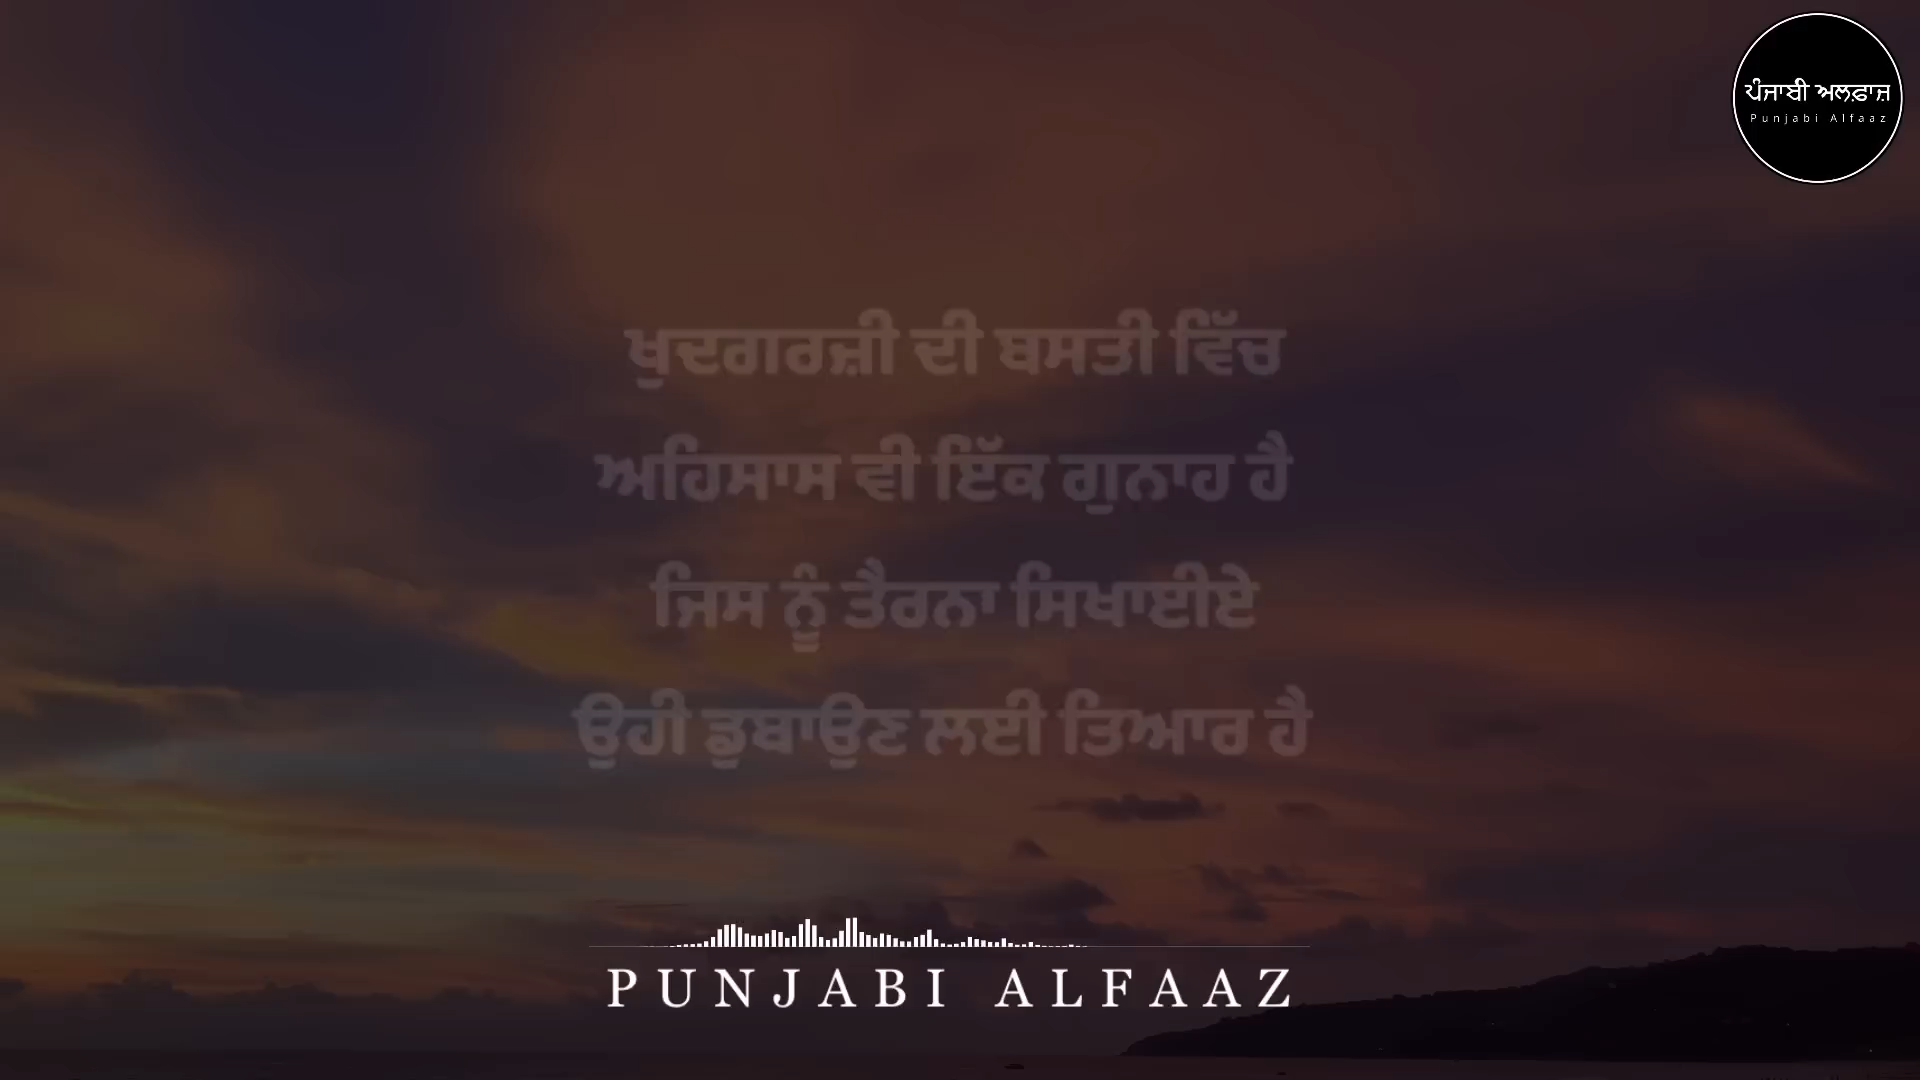 ਪੰਜਾਬੀ ਅਲਫ਼ਾਜ਼
Punjabi Alfaaz
ਖੁਦਗਰਜ਼ੀ ਦੀ ਬਸਤੀ ਵਿੱਚ
ਅਹਿਸਾਸ ਵੀ ਇੱਕ ਗੁਨਾਹ ਹੈ
ਜਿਸ ਨੂੰ ਤੈਰਨਾ ਸਿਖਾਈਏ
ਉਹੀ ਡੁਬਾਉਣ ਲਈ ਤਿਆਰ ਹੈ
PUNJABI ALFAAZ